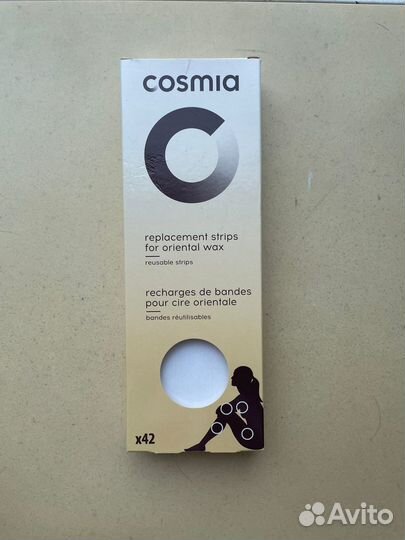 cosmia
replacement strips
for oriental wax
reusable strips
recharges de bandes
pour cire orientale
bandes réutilisables
x42
Avito